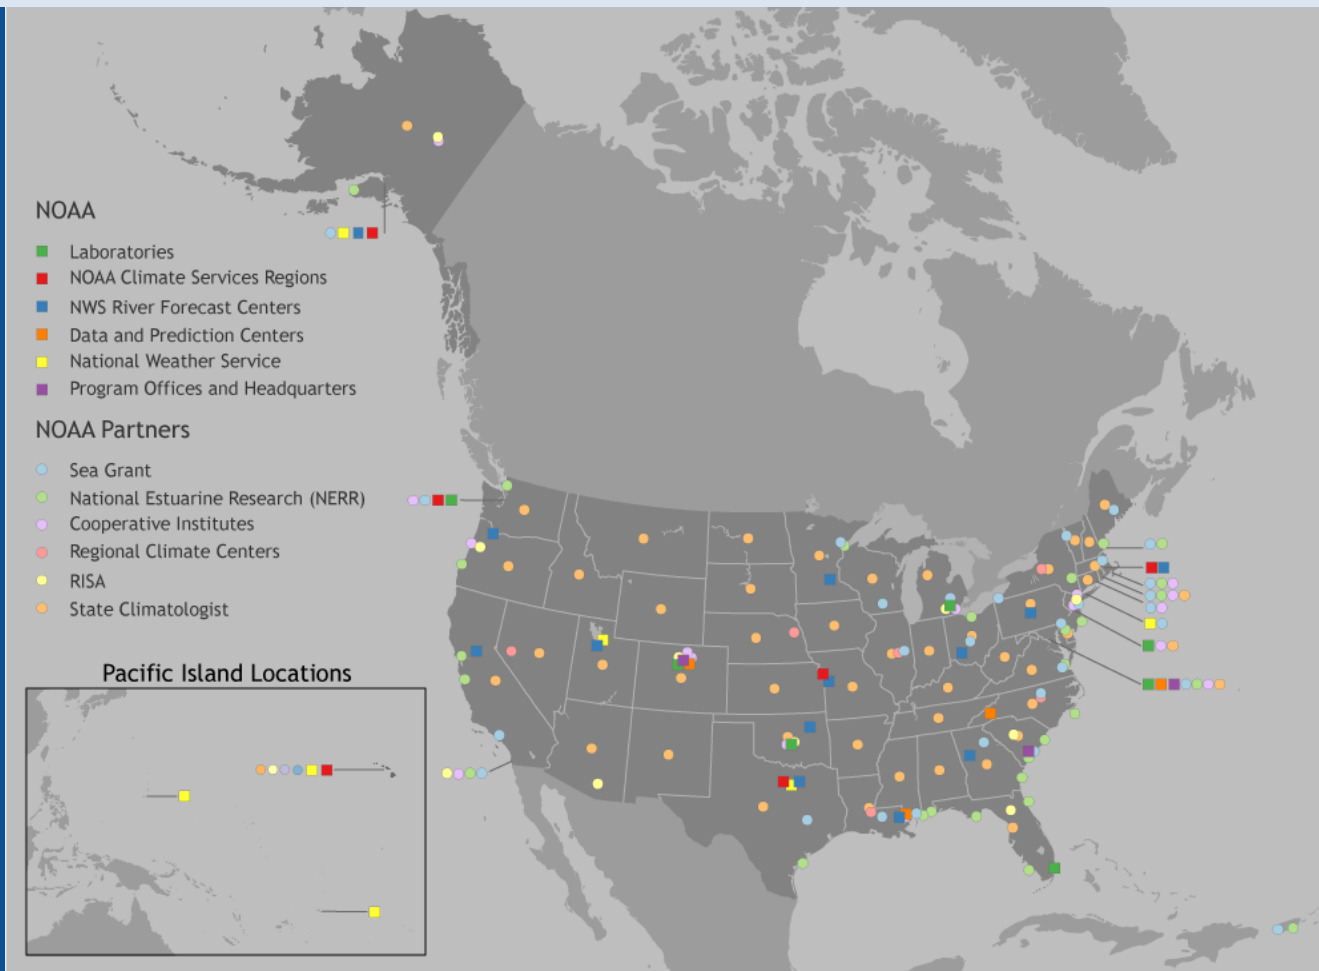 NOAA
Laboratories
NOAA Climate Services Regions
NWS River Forecast Centers
Data and Prediction Centers
National Weather Service
Program Offices and Headquarters
NOAA Partners
Sea Grant
National Estuarine Research (NERR)
Cooperative Institutes
Regional Climate Centers
RISA
State Climatologist
Pacific Island Locations